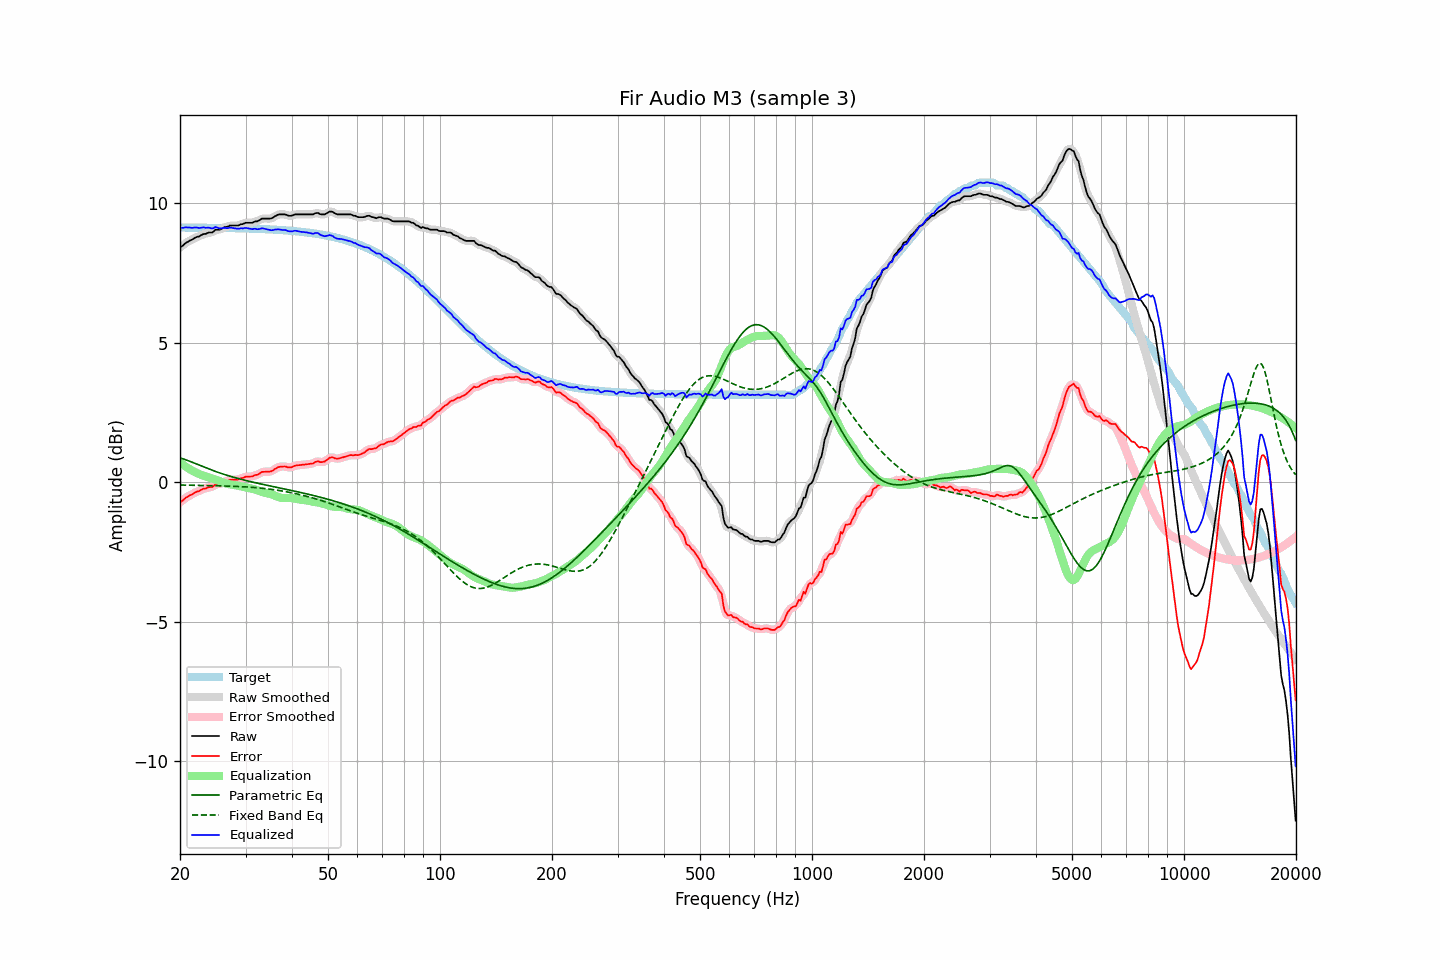 Fir Audio M3 (sample 3)
Amplitude (dBr)
10
5
0
−5
−10
Target
Raw Smoothed
Error Smoothed
Raw
Error
Equalization
Parametric Eq
Fixed Band Eq
Equalized
20 50 100 200 500 1000 2000 5000 10000 20000
Frequency (Hz)